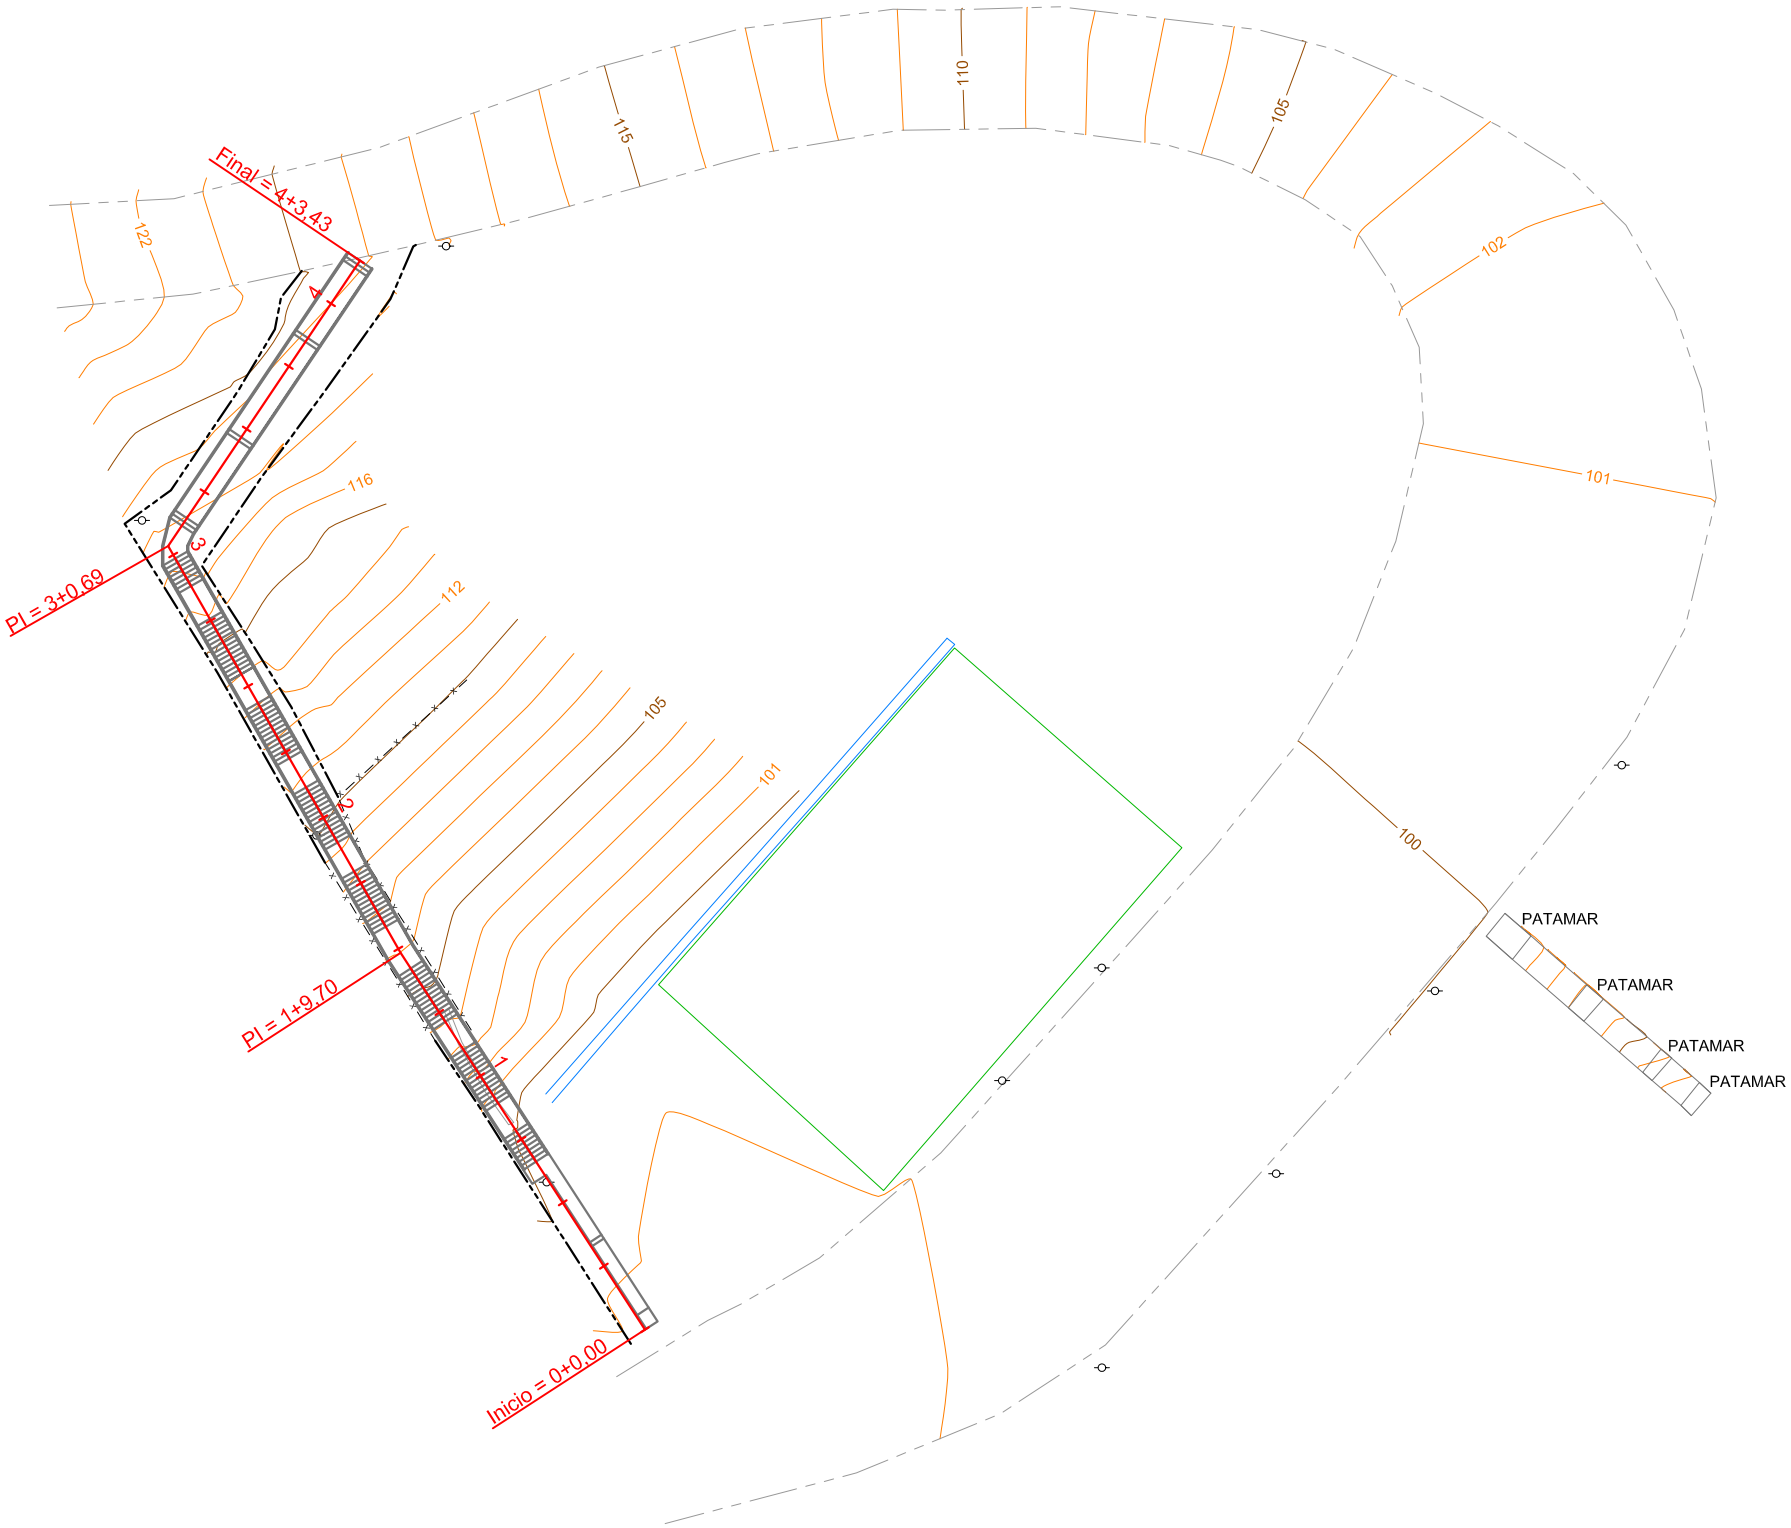 110
105
115
Final = 4+3,43
122
102
4
101
116
3
PI = 3+0,69
112
105
101
2
100
PATAMAR
PATAMAR
PI = 1+9,70
PATAMAR
1
PATAMAR
Inicio = 0+0,00